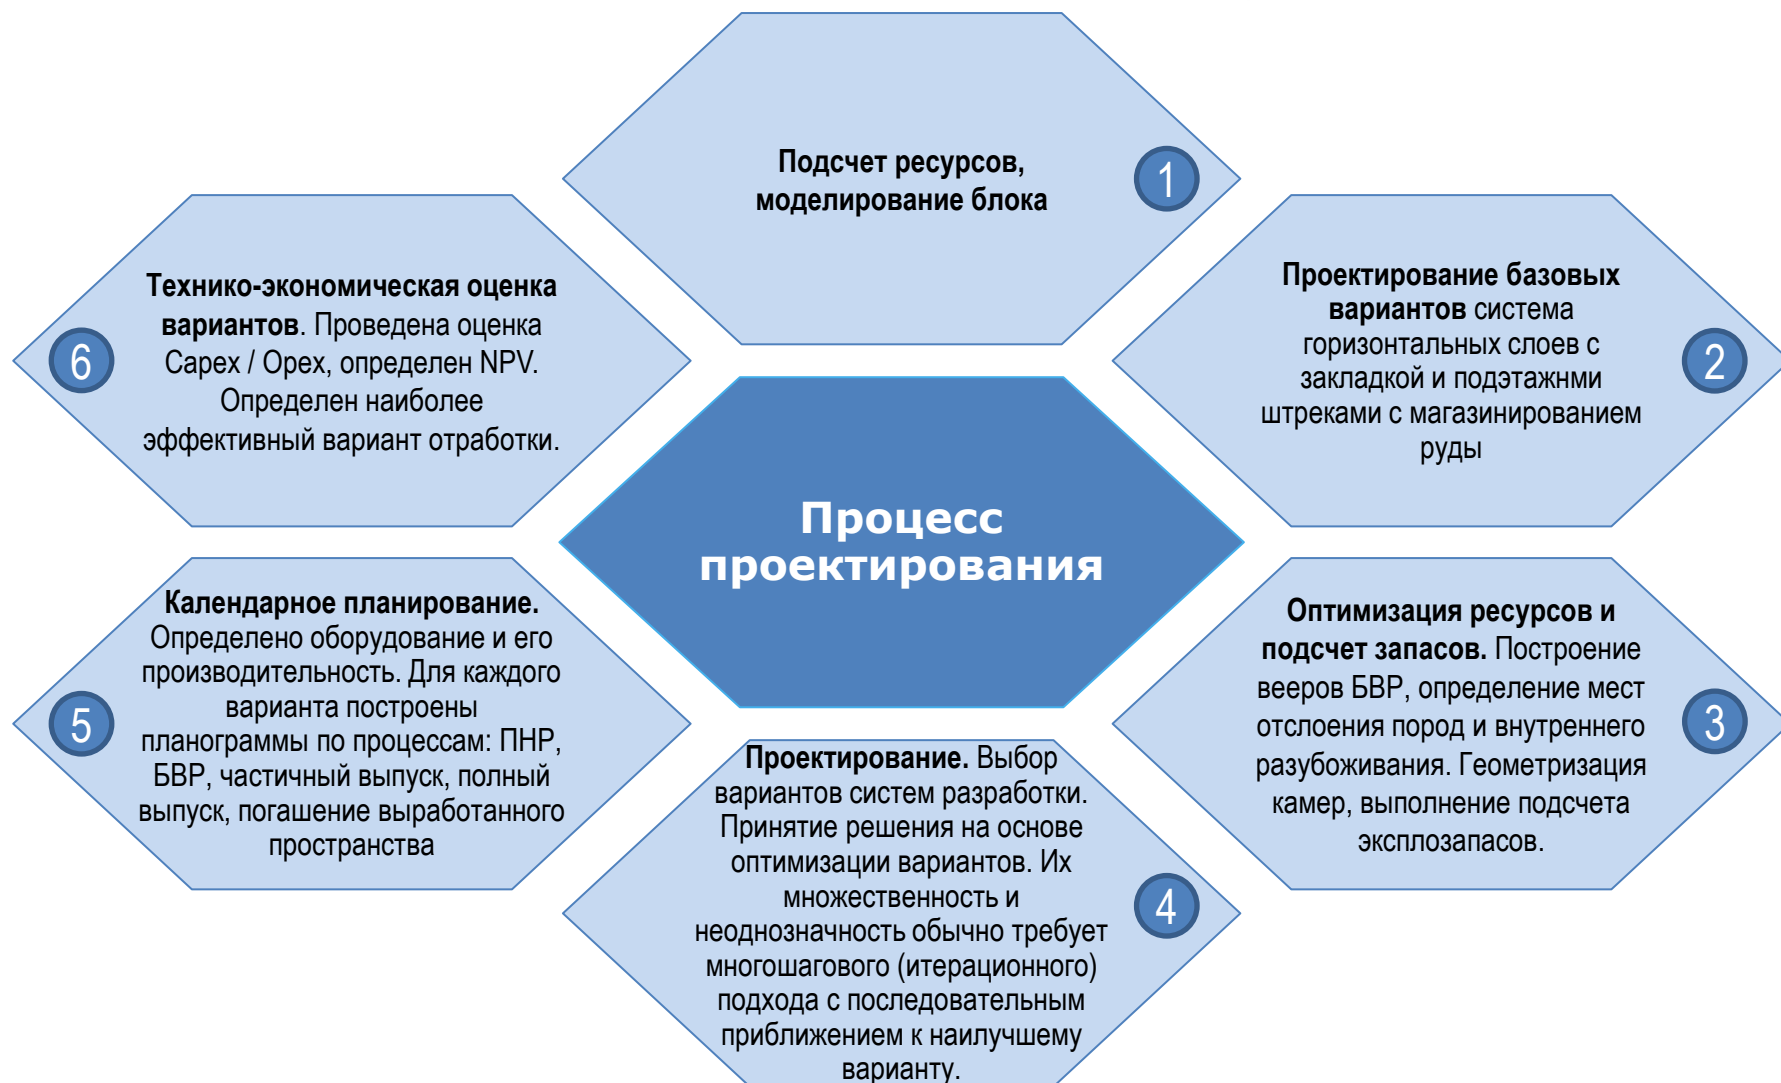 Подсчет ресурсов,
моделирование блока
1
Проектирование базовых
вариантов система
горизонтальных слоев с
закладкой и подэтажнми
штреками с магазинированием
руды
2
Оптимизация ресурсов и
подсчет запасов. Построение
вееров БВР, определение мест
отслоения пород и внутреннего
разубоживания. Геометризация
камер, выполнение подсчета
эксплозапасов.
3
Проектирование. Выбор
вариантов систем разработки.
Принятие решения на основе
оптимизации вариантов. Их
множественность и
неоднозначность обычно требует
многошагового (итерационного)
подхода с последовательным
приближением к наилучшему
варианту.
4
Календарное планирование.
Определено оборудование и его
производительность. Для каждого
варианта построены
планограммы по процессам: ПНР,
БВР, частичный выпуск, полный
выпуск, погашение выработанного
пространства
5
Технико-экономическая оценка
вариантов. Проведена оценка
Capex / Opex, определен NPV.
Определен наиболее
эффективный вариант отработки.
6
Процесс
проектирования